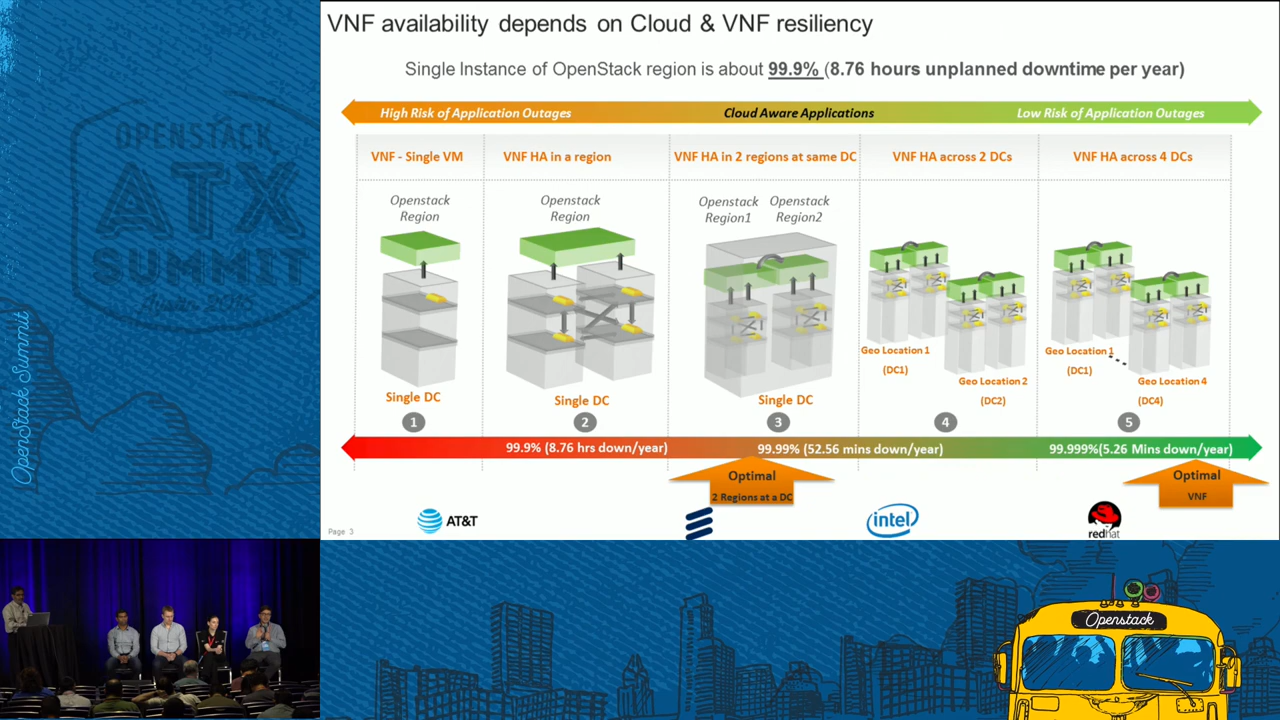 VNF availability depends on Cloud & VNF resiliency
Single Instance of OpenStack region is about 99.9% (8.76 hours unplanned downtime per year)
High Risk of Application Outages
Cloud Aware Applications
Low Risk of Application Outages
VNF - Single VM
VNF HA in a region
VNF HA in 2 regions at same DC
VNF HA across 2 DCs
VNF HA across 4 DCs
Openstack
Region
Openstack
Region
Openstack
Region1
Openstack
Region2
Geo Location 1
(DC1)
Geo Location 2
(DC2)
Geo Location 1
(DC1)
Geo Location 4
(DC4)
Single DC
Single DC
Single DC
1
2
3
4
5
99.9% (8.76 hrs down/year)
99.99% (52.56 mins down/year)
99.999%(5.26 Mins down/year)
Optimal
2 Regions at a DC
Optimal
VNF
Page 3
AT&T
intel
redhat
OPENSTACK
ATX
SUMMIT
OpenStack Summit
Openstack